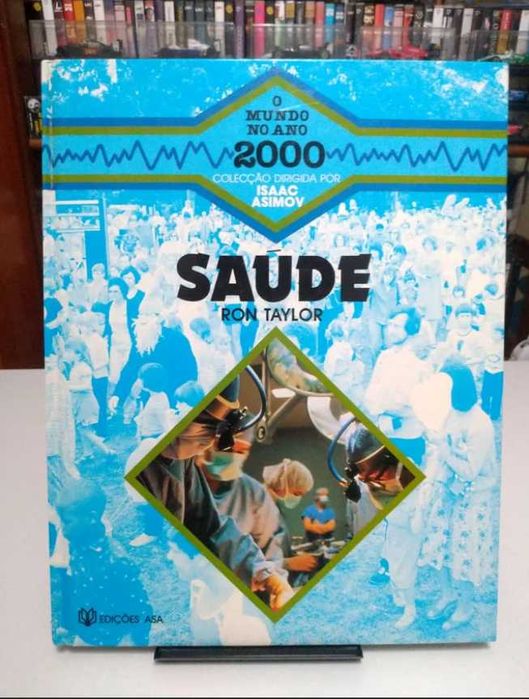 O
MUNDO
NO ANO
2000
COLECÇÃO DIRIGIDA POR
ISAAC
ASIMOV
SAÚDE
RON TAYLOR
EDIÇÕES ASA